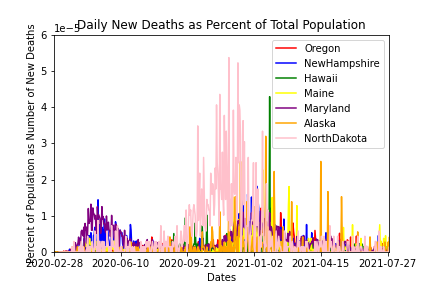 Daily New Deaths as Percent of Total Population
1e−5
6
5
4
3
2
1
0
Percent of Population as Number of New Deaths
Oregon
NewHampshire
Hawaii
Maine
Maryland
Alaska
NorthDakota
2020-02-28 2020-06-10 2020-09-21 2021-01-02 2021-04-15 2021-07-27
Dates